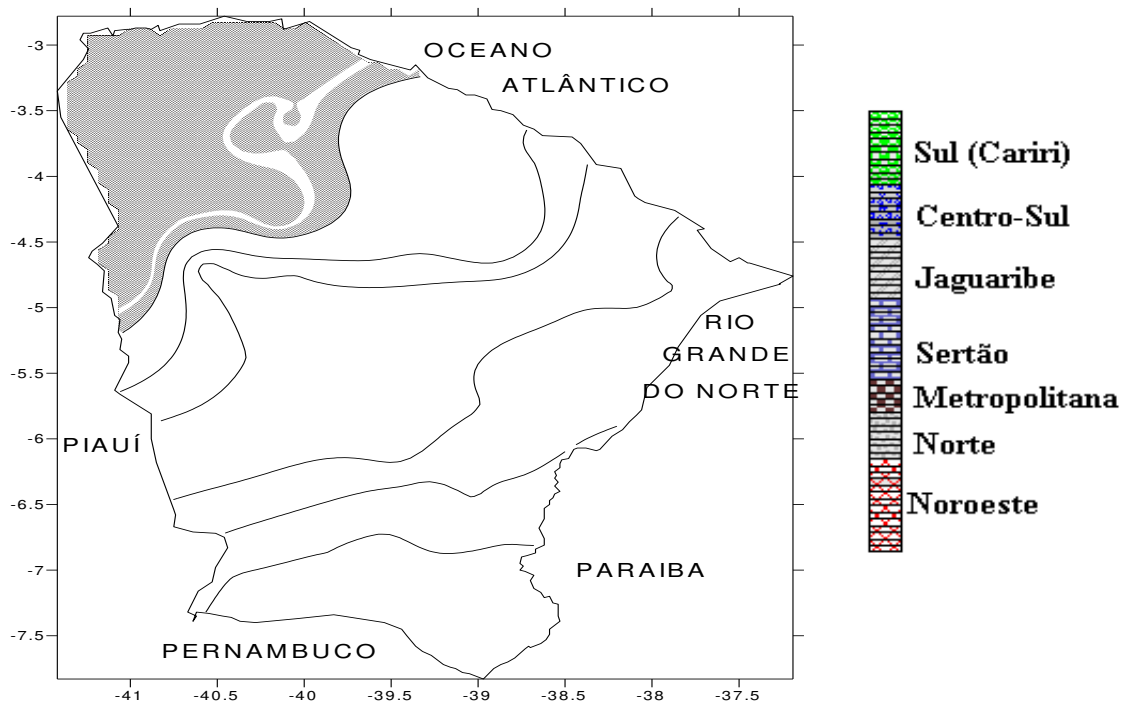 -3
-3.5
-4
-4.5
-5
-5.5
-6
-6.5
-7
-7.5
-41
-40.5
-40
-39.5
-39
-38.5
-38
-37.5
OCEANO
ATLÂNTICO
RIO
GRANDE
DO NORTE
PIAUÍ
PARAIBA
PERNAMBUCO
Sul (Cariri)
Centro-Sul
Jaguaribe
Sertão
Metropolitana
Norte
Noroeste